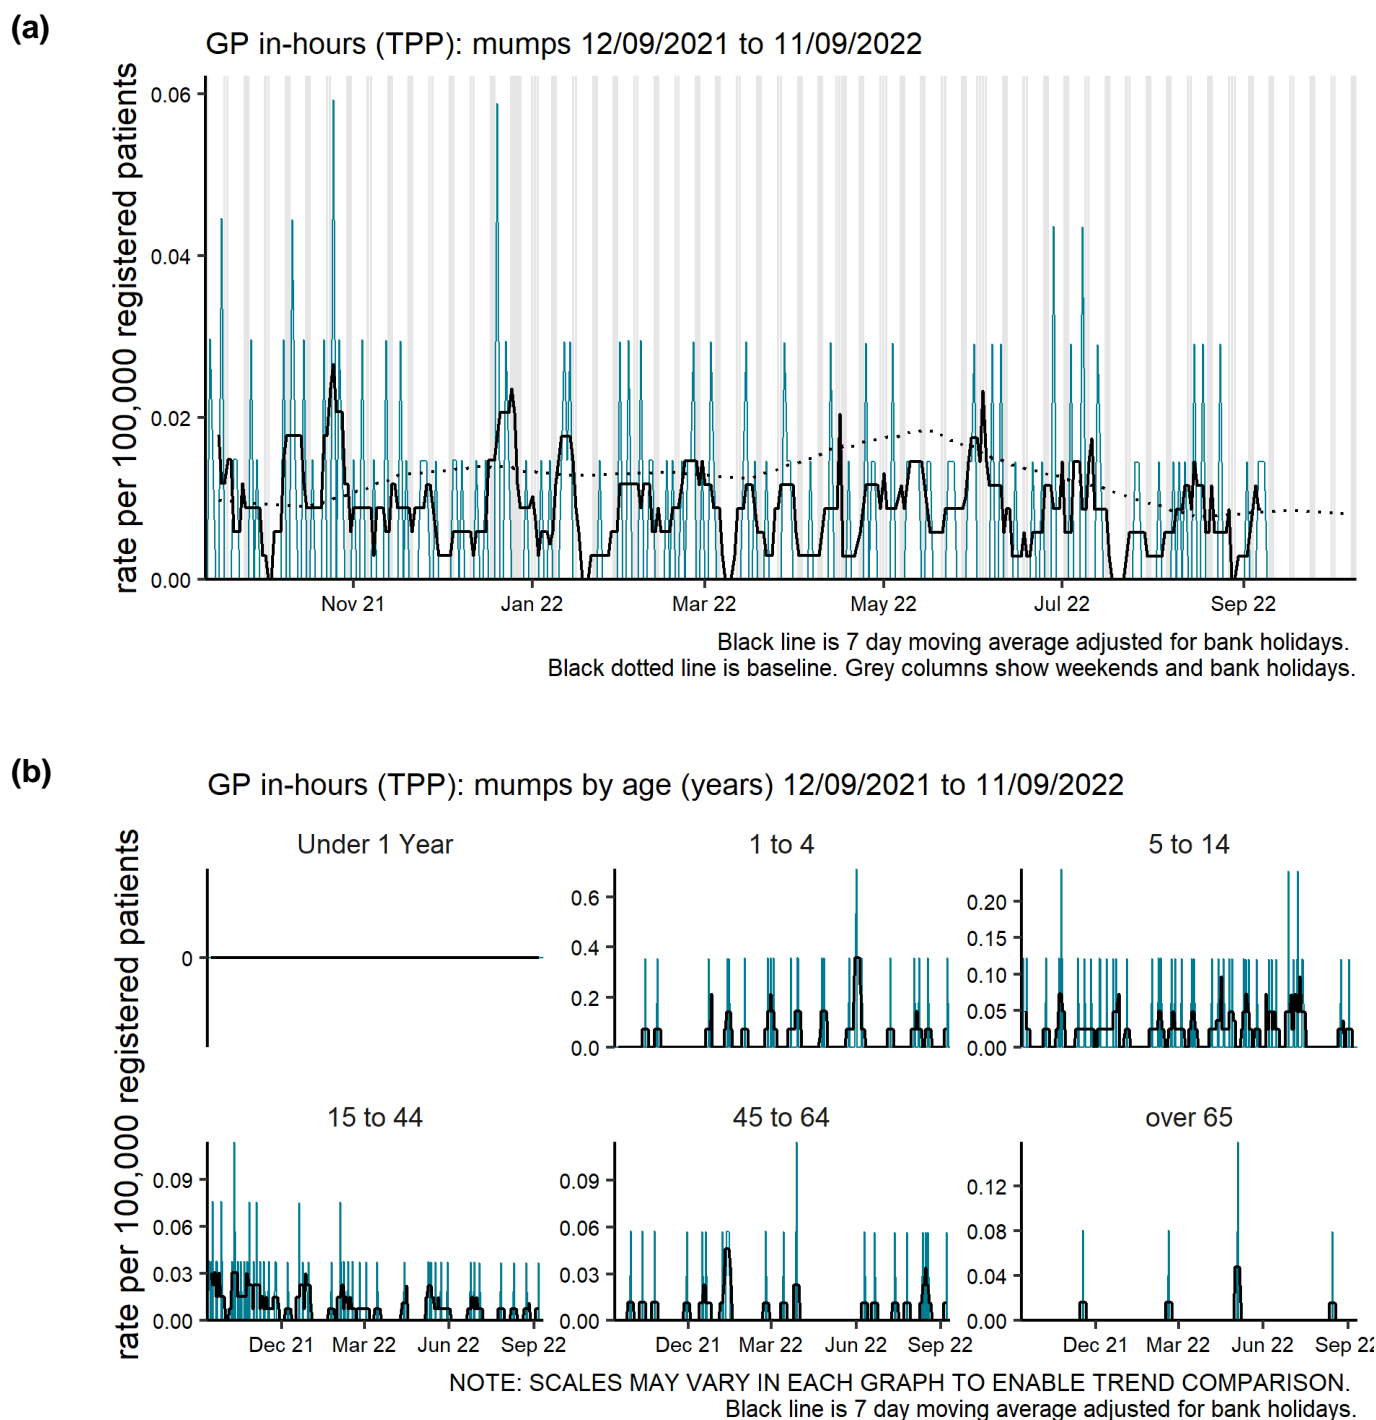 (a)
GP in-hours (TPP): mumps 12/09/2021 to 11/09/2022
rate per 100,000 registered patients
0.06
0.04
0.02
0.00
Nov 21 Jan 22 Mar 22 May 22 Jul 22 Sep 22
Black line is 7 day moving average adjusted for bank holidays.
Black dotted line is baseline. Grey columns show weekends and bank holidays.
(b)
GP in-hours (TPP): mumps by age (years) 12/09/2021 to 11/09/2022
rate per 100,000 registered patients
Under 1 Year
0
1 to 4
0.6
0.4
0.2
0.0
5 to 14
0.20
0.15
0.10
0.05
0.00
15 to 44
0.09
0.06
0.03
0.00
Dec 21 Mar 22 Jun 22 Sep 22
45 to 64
0.09
0.06
0.03
0.00
Dec 21 Mar 22 Jun 22 Sep 22
over 65
0.12
0.08
0.04
0.00
Dec 21 Mar 22 Jun 22 Sep 22
NOTE: SCALES MAY VARY IN EACH GRAPH TO ENABLE TREND COMPARISON.
Black line is 7 day moving average adjusted for bank holidays.